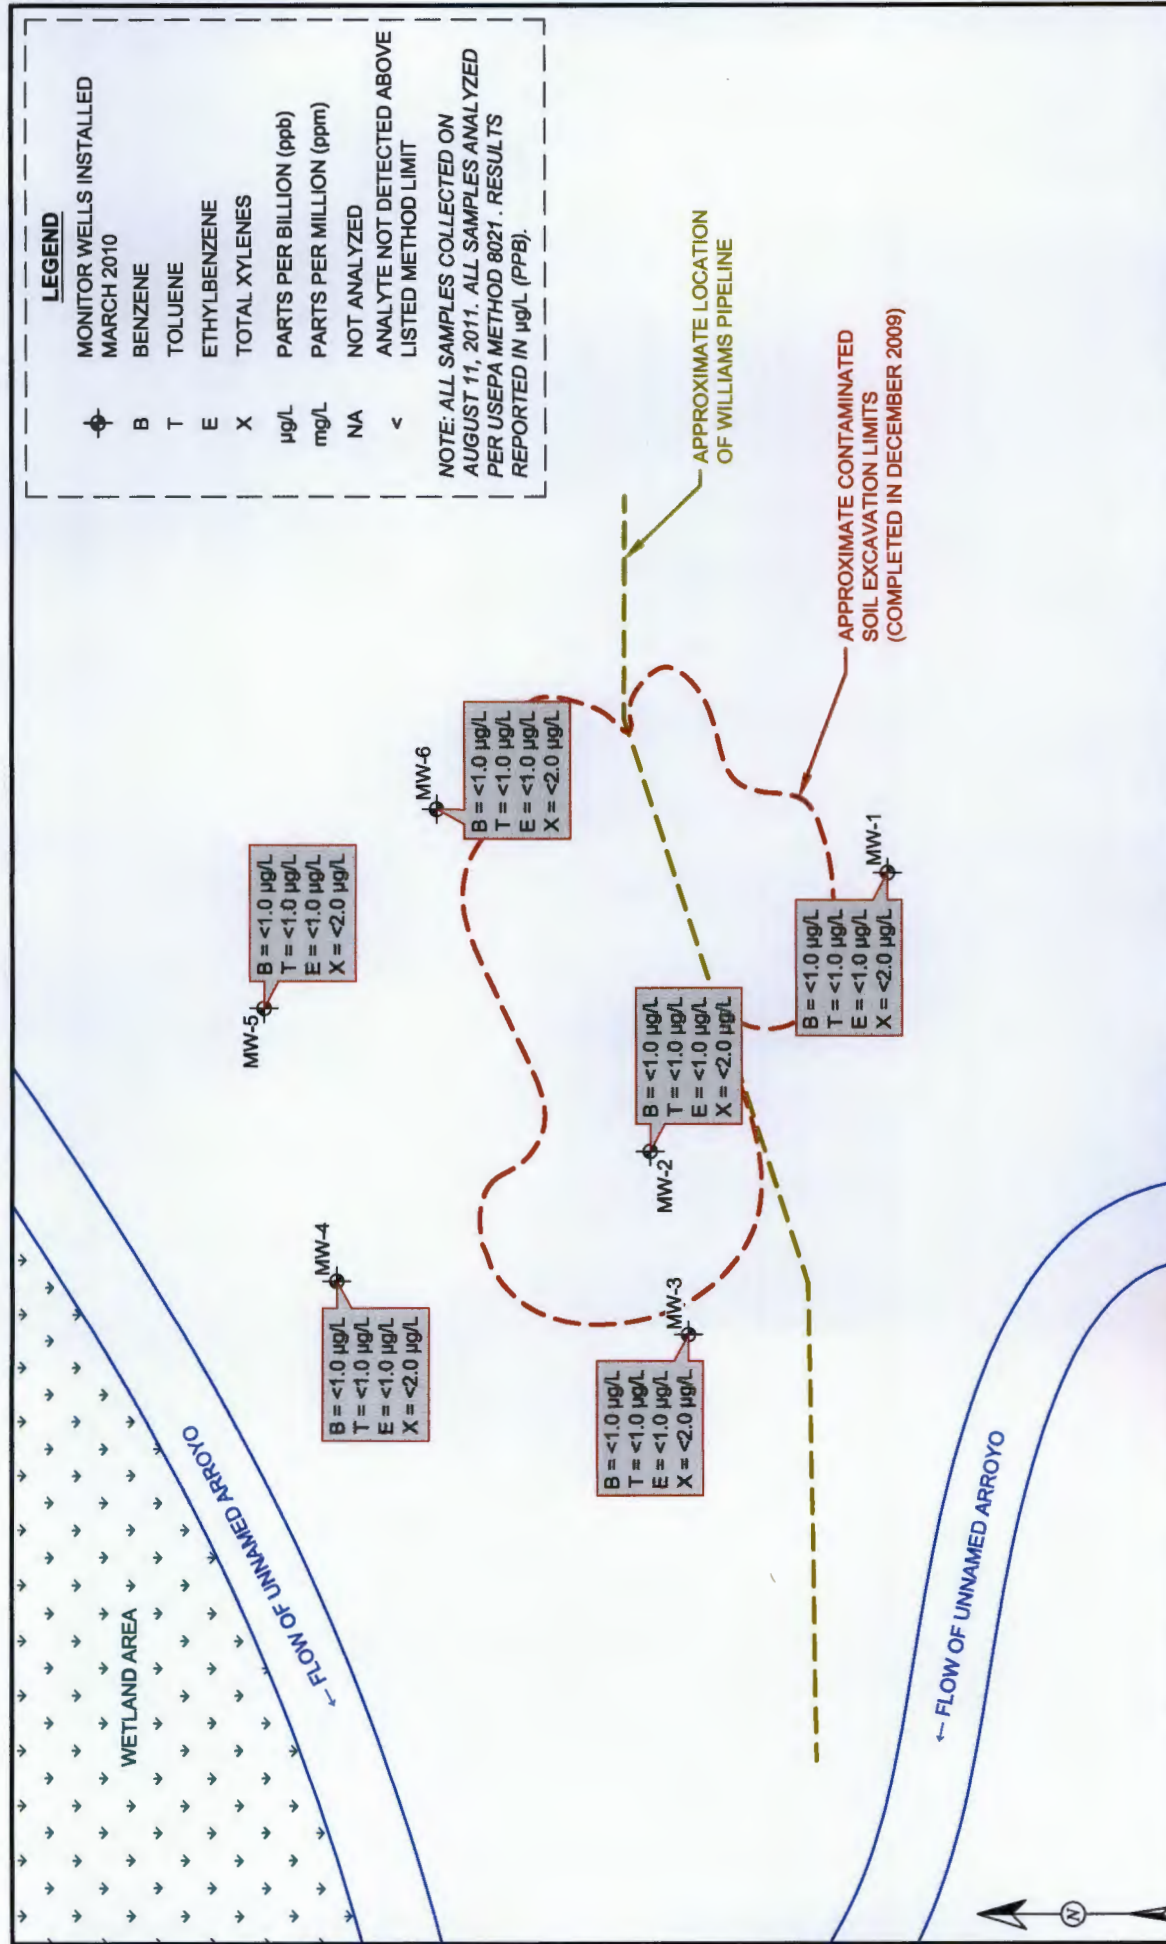 LEGEND
MONITOR WELLS INSTALLED
MARCH 2010
B BENZENE
T TOLUENE
E ETHYLBENZENE
X TOTAL XYLENES
µg/L PARTS PER BILLION (ppb)
mg/L PARTS PER MILLION (ppm)
NA NOT ANALYZED
< ANALYTE NOT DETECTED ABOVE
LISTED METHOD LIMIT
NOTE: ALL SAMPLES COLLECTED ON
AUGUST 11, 2011. ALL SAMPLES ANALYZED
PER USEPA METHOD 8021. RESULTS
REPORTED IN µg/L (PPB).
WETLAND AREA
← FLOW OF UNNAMED ARROYO
MW-5
B = <1.0 µg/L
T = <1.0 µg/L
E = <1.0 µg/L
X = <2.0 µg/L
MW-4
B = <1.0 µg/L
T = <1.0 µg/L
E = <1.0 µg/L
X = <2.0 µg/L
MW-6
B = <1.0 µg/L
T = <1.0 µg/L
E = <1.0 µg/L
X = <2.0 µg/L
MW-2
B = <1.0 µg/L
T = <1.0 µg/L
E = <1.0 µg/L
X = <2.0 µg/L
MW-3
B = <1.0 µg/L
T = <1.0 µg/L
E = <1.0 µg/L
X = <2.0 µg/L
APPROXIMATE LOCATION
OF WILLIAMS PIPELINE
MW-1
B = <1.0 µg/L
T = <1.0 µg/L
E = <1.0 µg/L
X = <2.0 µg/L
APPROXIMATE CONTAMINATED
SOIL EXCAVATION LIMITS
(COMPLETED IN DECEMBER 2009)
← FLOW OF UNNAMED ARROYO
N